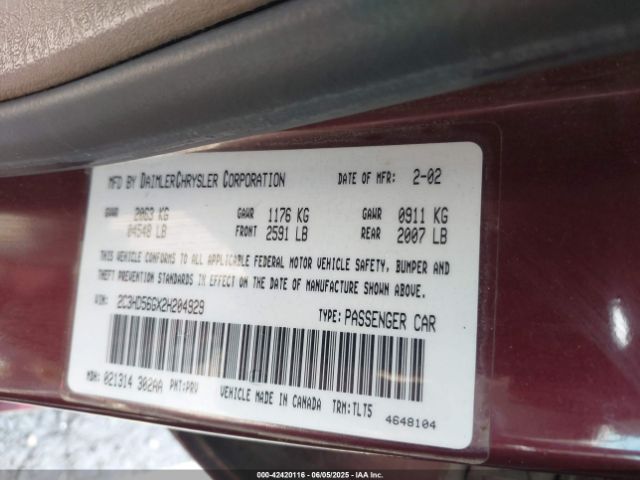 MFD BY DAIMLERCHRYSLER CORPORATION DATE OF MFR: 2-02
GVWR 2063 KG GAWR 1176 KG GAWR 0911 KG
04548 LB FRONT 2591 LB REAR 2007 LB
THIS VEHICLE CONFORMS TO ALL APPLICABLE FEDERAL MOTOR VEHICLE SAFETY, BUMPER AND
THEFT PREVENTION STANDARDS IN EFFECT ON THE DATE OF MANUFACTURE SHOWN ABOVE.
VIN: 2C3HD56GX2H204929 TYPE: PASSENGER CAR
MDH: 021314 302AA PNT:PRV VEHICLE MADE IN CANADA TRM:TLT5
4648104
000-42420116 | 06/05/2025 | IAA Inc.